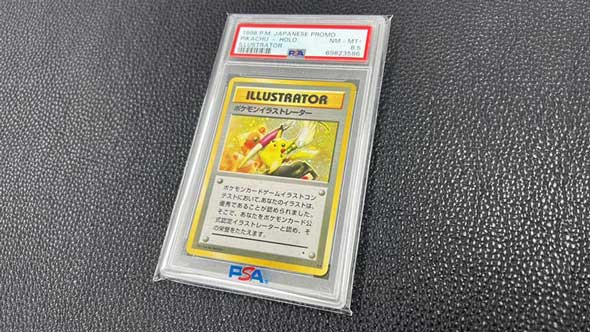 1998 P.M. JAPANESE PROMO
PIKACHU - HOLO
NM - MT+
ILLUSTRATOR
8.5
PSA
69823586
ILLUSTRATOR
ポケモンイラストレーター
ポケモンカードゲームイラストコン
テストにおいて、あなたのイラストは、
優秀であることが認められました。
そこで、あなたをポケモンカード公
式認定イラストレーターと認め、そ
の栄誉をたたえます。
PSA